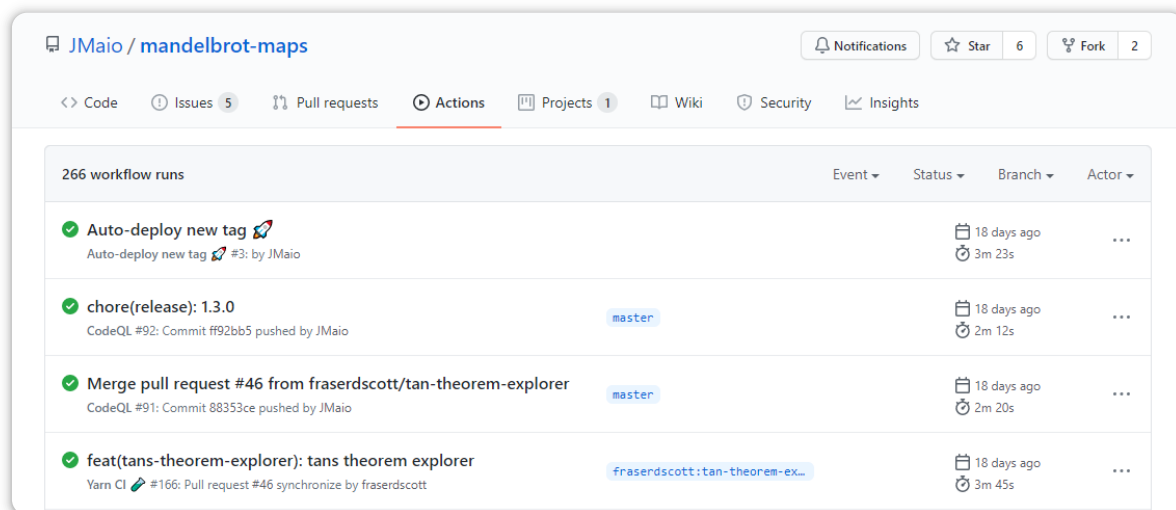 JMaio / mandelbrot-maps
Notifications
Star 6
Fork 2
Code
Issues 5
Pull requests
Actions
Projects 1
Wiki
Security
Insights
266 workflow runs
Event
Status
Branch
Actor
Auto-deploy new tag 🚀
Auto-deploy new tag 🚀 #3: by JMaio
18 days ago
3m 23s
chore(release): 1.3.0
CodeQL #92: Commit ff92bb5 pushed by JMaio
master
18 days ago
2m 12s
Merge pull request #46 from fraserdscott/tan-theorem-explorer
CodeQL #91: Commit 88353ce pushed by JMaio
master
18 days ago
2m 20s
feat(tans-theorem-explorer): tans theorem explorer
Yarn CI 🧪 #166: Pull request #46 synchronize by fraserdscott
fraserdscott:tan-theorem-ex…
18 days ago
3m 45s